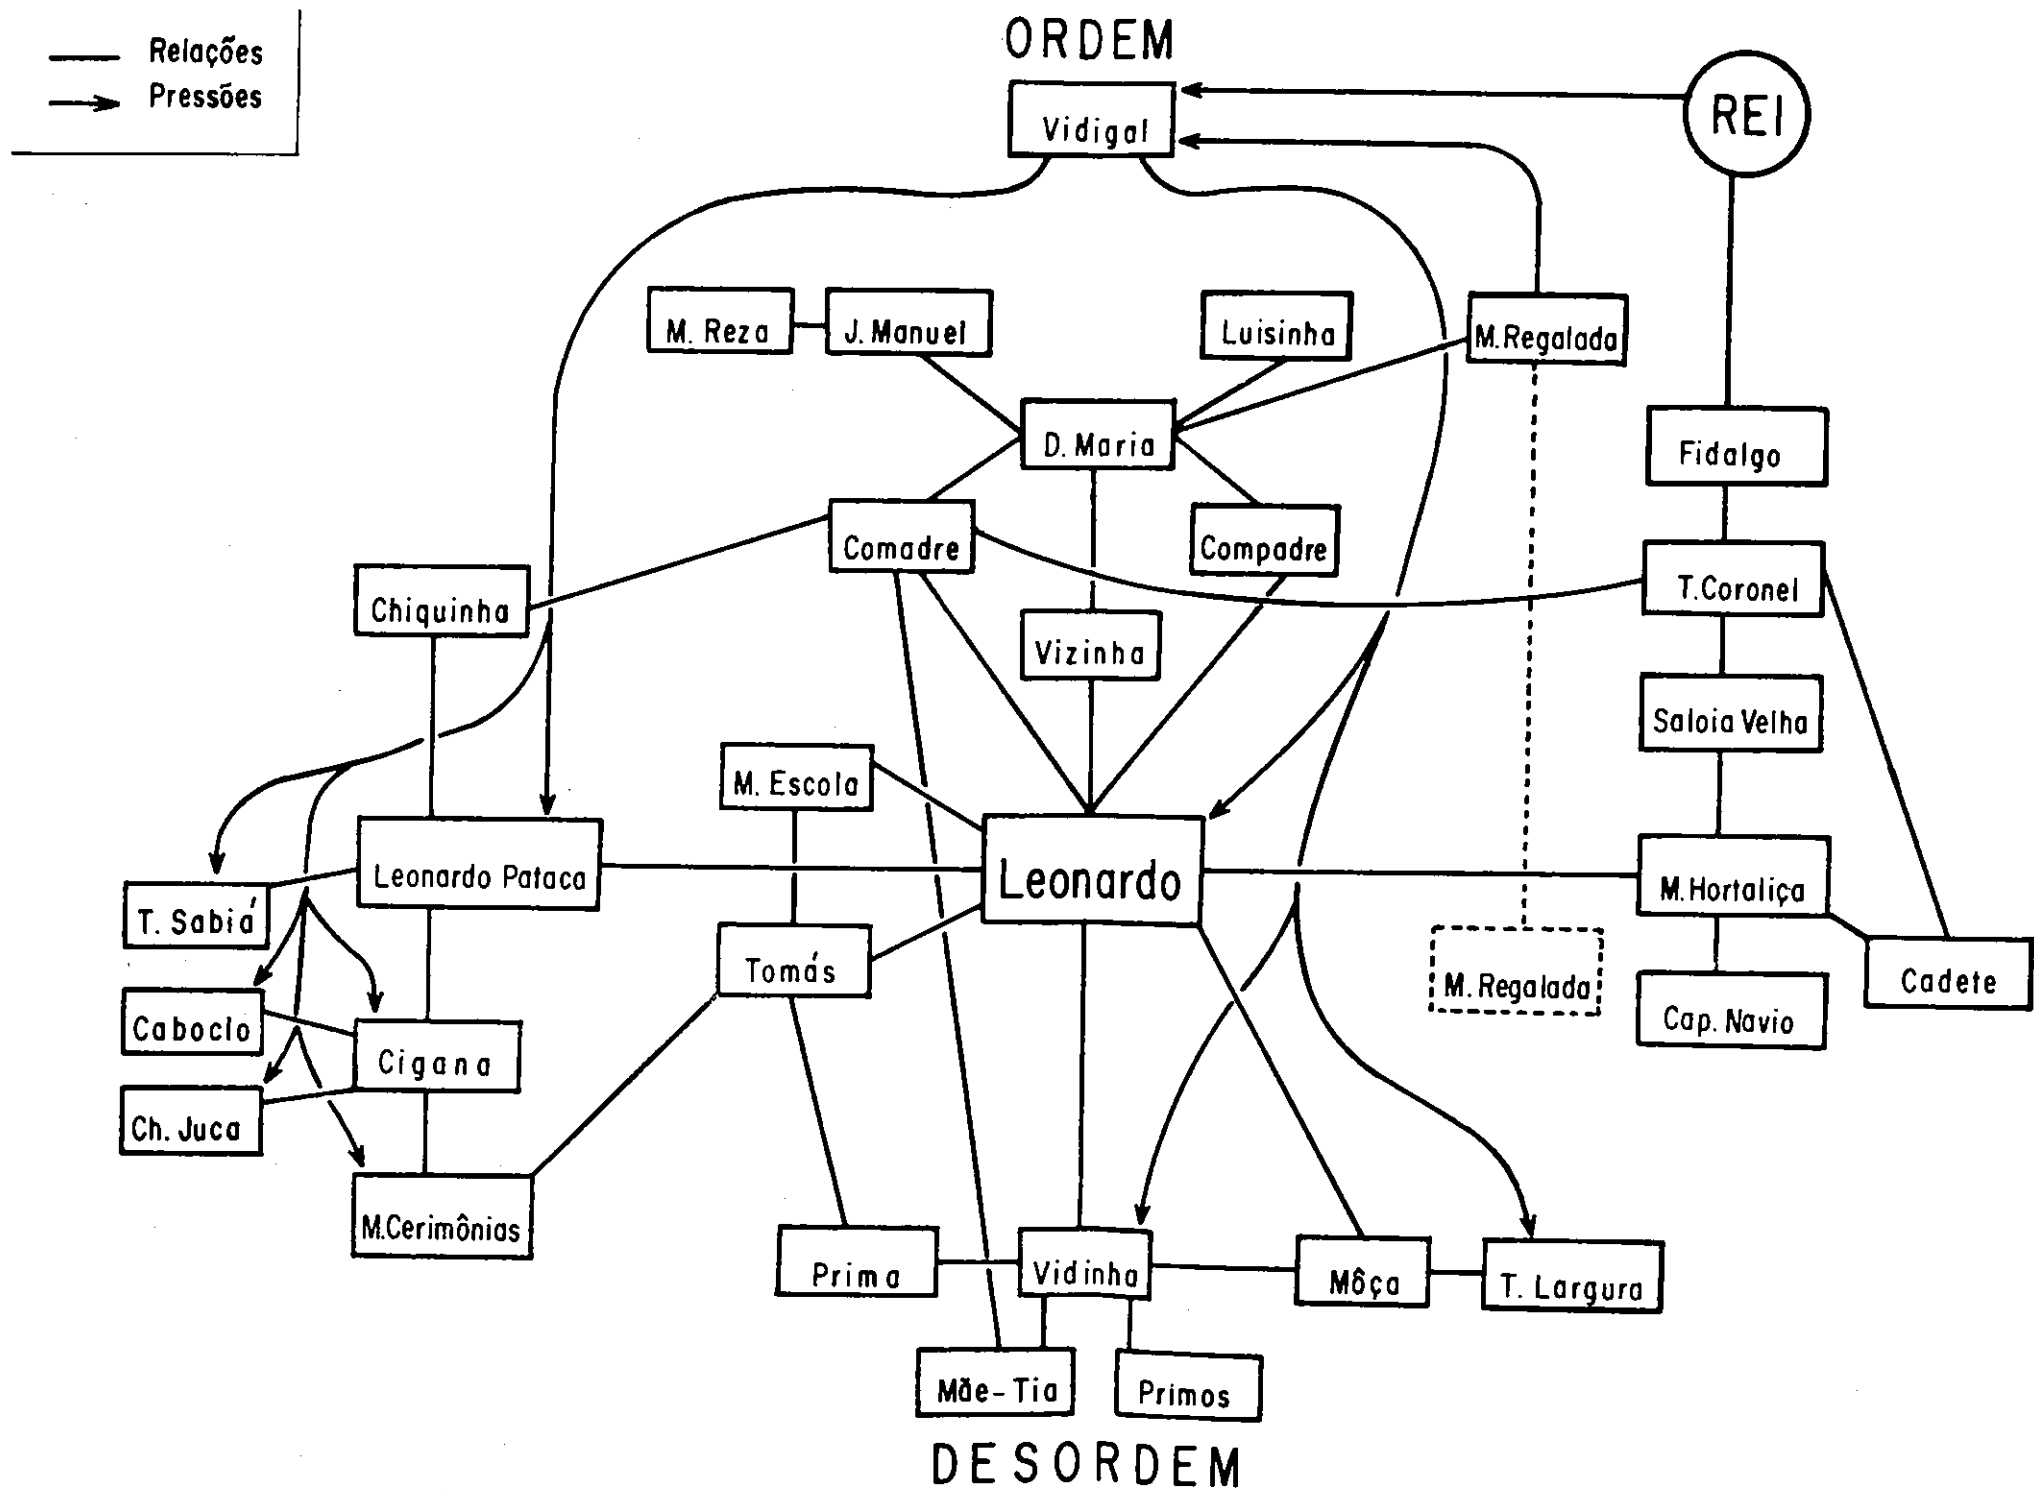 Relações
Pressões
ORDEM
Vidigal
REI
M. Reza
J. Manuel
Luisinha
M.Regalada
D. Maria
Fidalgo
Comadre
Compadre
T.Coronel
Chiquinha
Vizinha
Saloia Velha
M. Escola
Leonardo Pataca
Leonardo
M.Hortaliça
T. Sabiá
Tomás
M.Regalada
Cadete
Caboclo
Cigana
Cap. Navio
Ch. Juca
M.Cerimônias
Prima
Vidinha
Môça
T. Largura
Mãe-Tia
Primos
DESORDEM